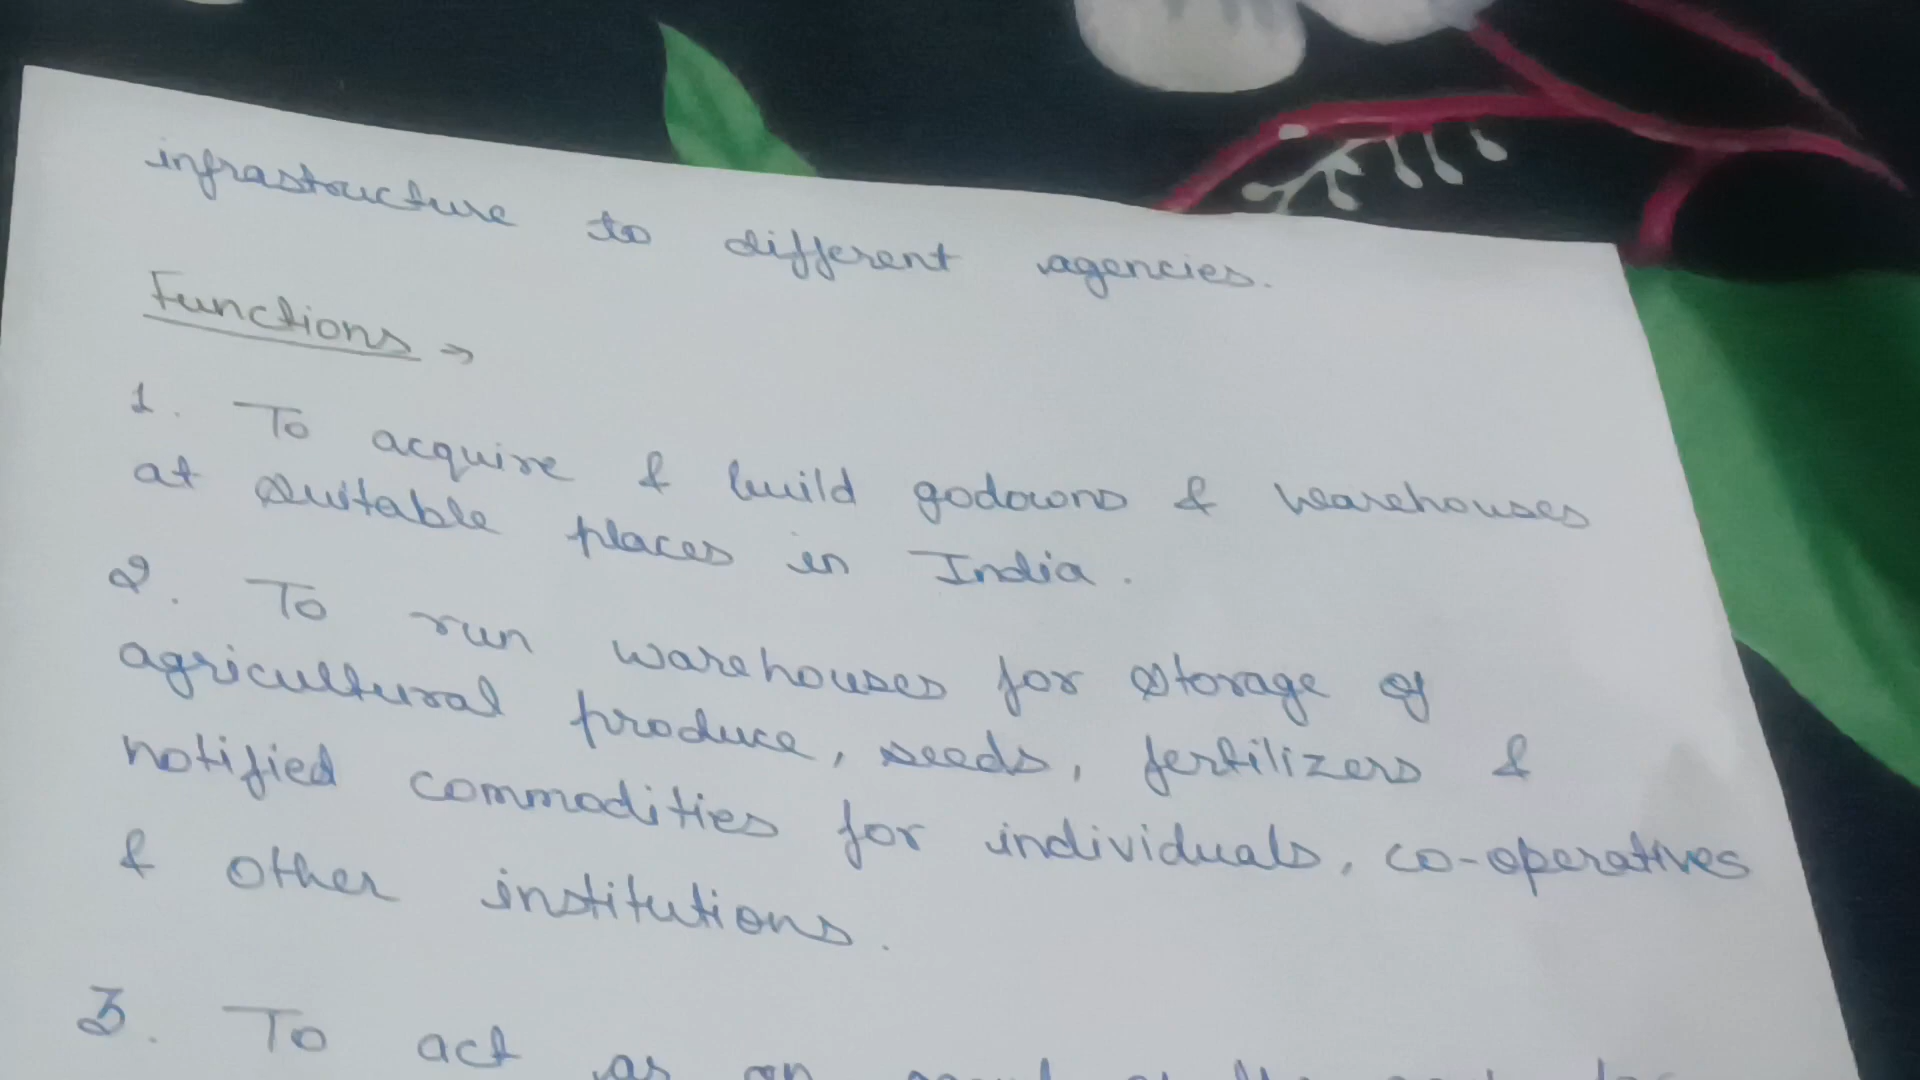 infrastructure to different agencies.
Functions →
1. To acquire & build godowns & warehouses
at suitable places in India.
2. To run warehouses for storage of
agricultural produce, seeds, fertilizers &
notified commodities for individuals, co-operatives
& other institutions.
3. To act as an